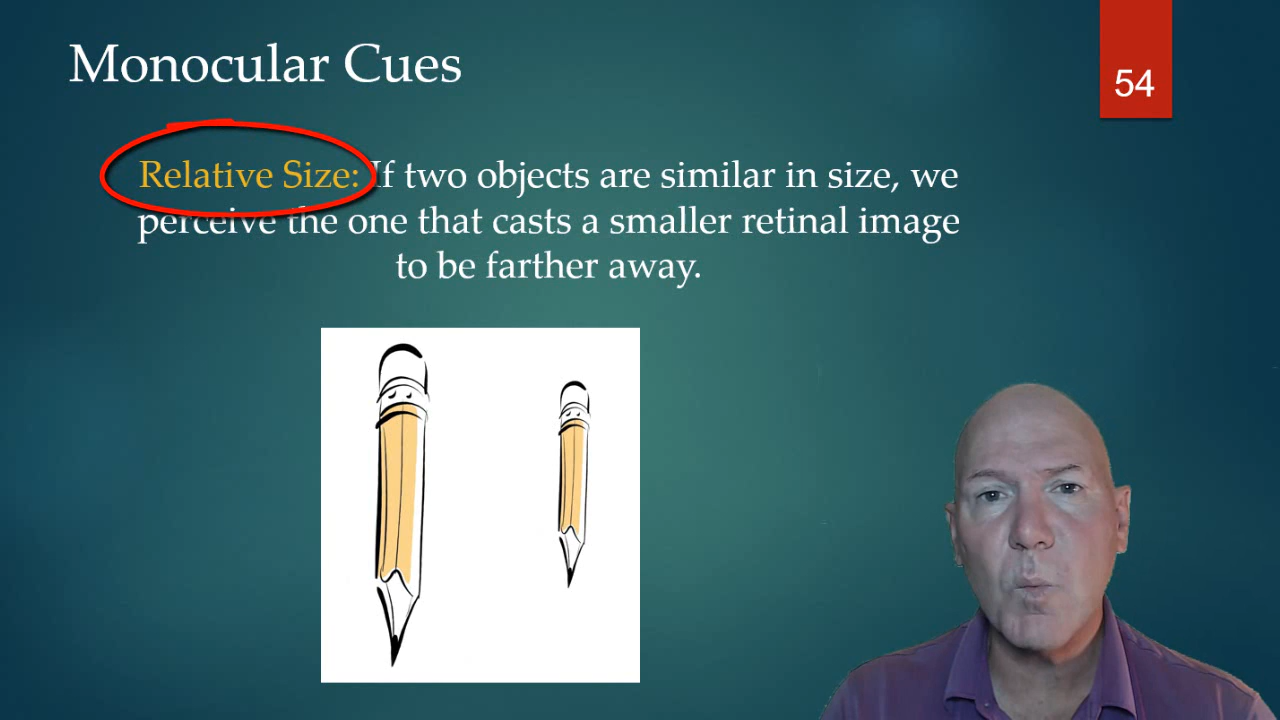 Monocular Cues
54
Relative Size: If two objects are similar in size, we
perceive the one that casts a smaller retinal image
to be farther away.